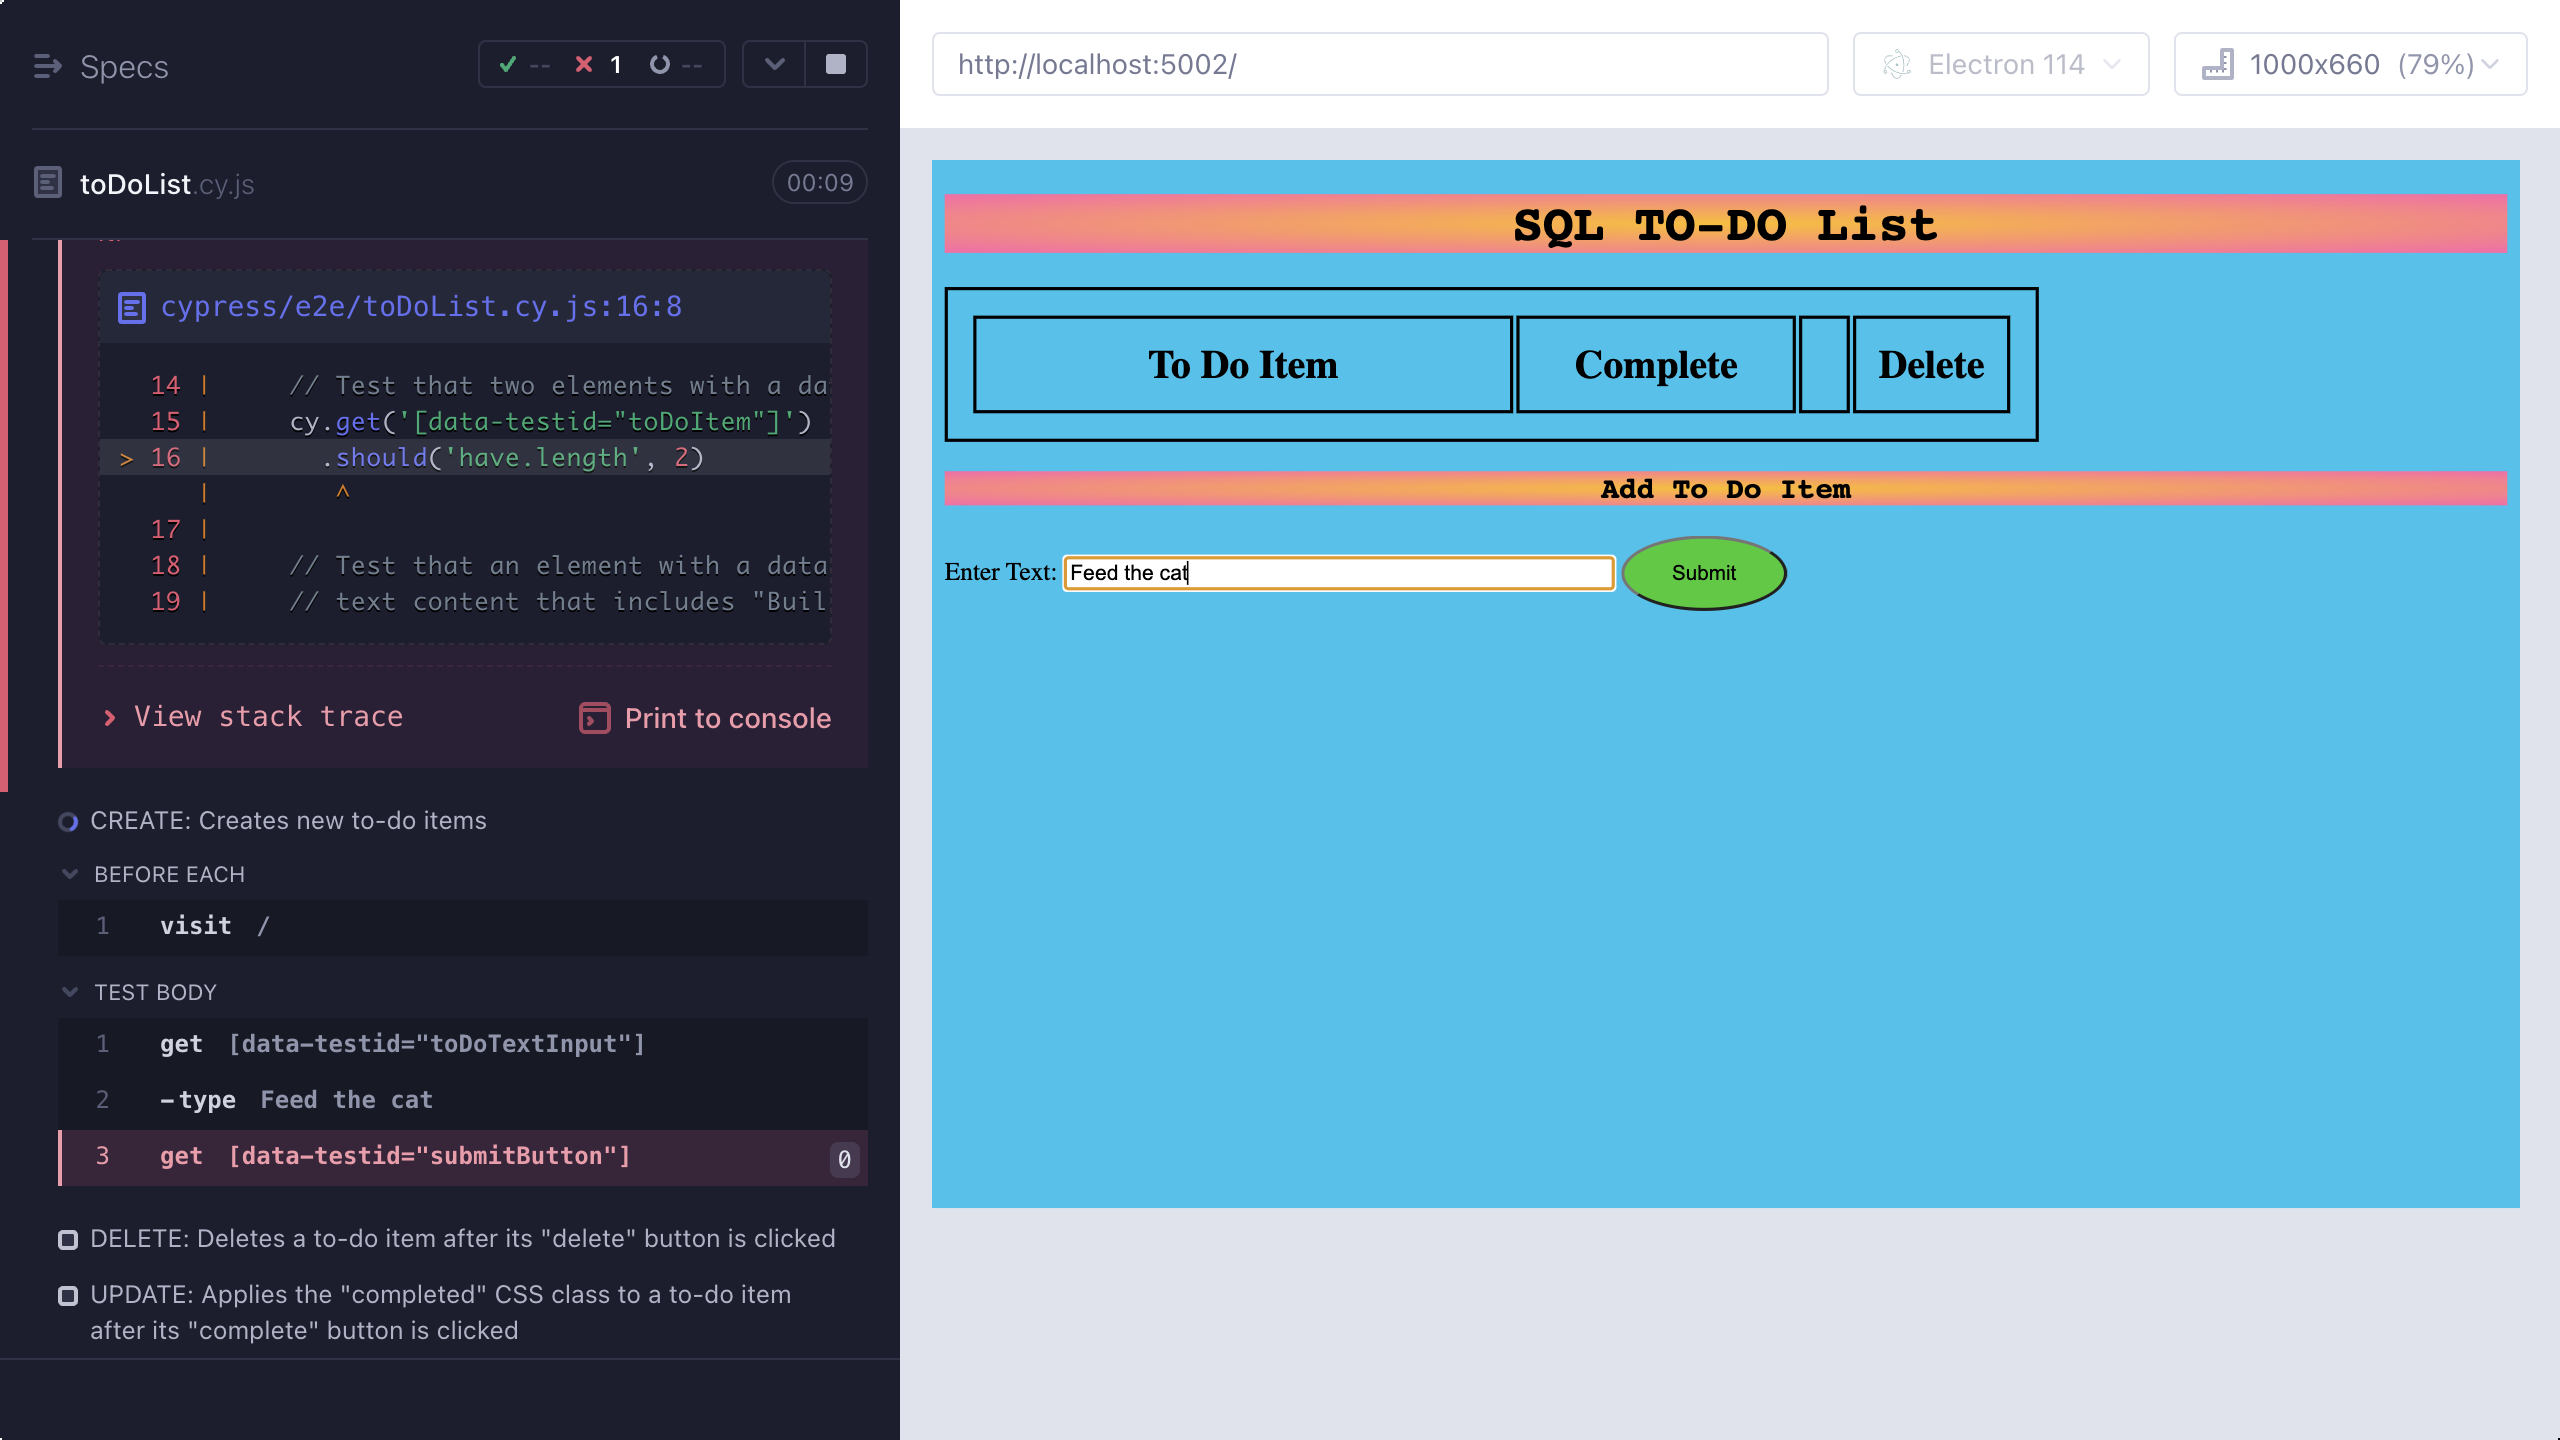 Specs
-- 1 --
toDoList.cy.js
00:09
cypress/e2e/toDoList.cy.js:16:8
14 | // Test that two elements with a da
15 | cy.get('[data-testid="toDoItem"]')
> 16 | .should('have.length', 2)
| ^
17 |
18 | // Test that an element with a data
19 | // text content that includes "Buil
View stack trace
Print to console
CREATE: Creates new to-do items
BEFORE EACH
1 visit /
TEST BODY
1 get [data-testid="toDoTextInput"]
2 -type Feed the cat
3 get [data-testid="submitButton"] 0
DELETE: Deletes a to-do item after its "delete" button is clicked
UPDATE: Applies the "completed" CSS class to a to-do item
after its "complete" button is clicked
http://localhost:5002/
Electron 114
1000x660 (79%)
SQL TO-DO List
To Do Item
Complete
Delete
Add To Do Item
Enter Text: Feed the cat
Submit